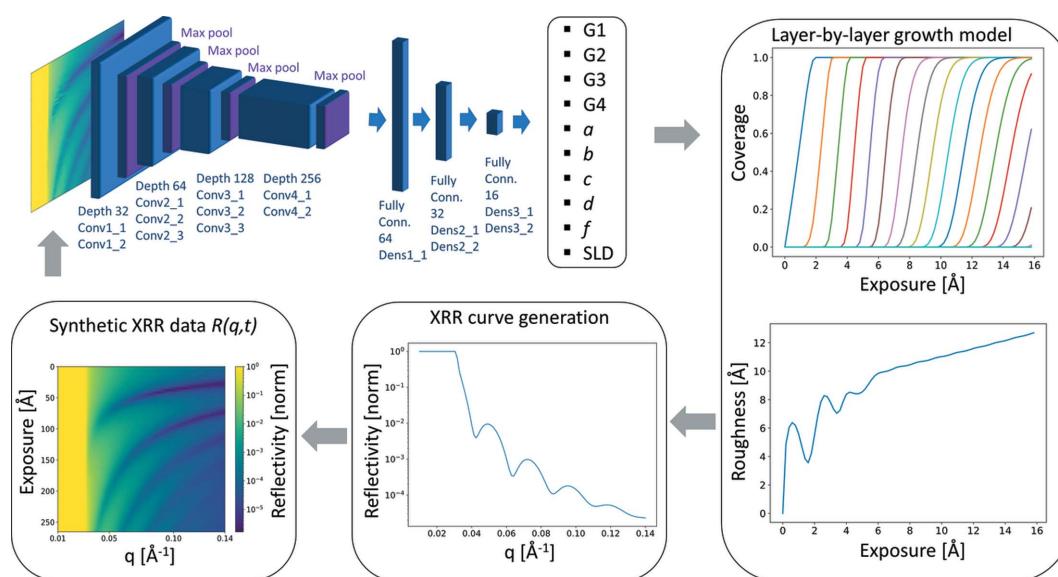 Max pool
Max pool
Max pool
Max pool
Depth 32
Conv1_1
Conv1_2
Depth 64
Conv2_1
Conv2_2
Conv2_3
Depth 128
Conv3_1
Conv3_2
Conv3_3
Depth 256
Conv4_1
Conv4_2
Fully
Conn.
64
Dens1_1
Fully
Conn.
32
Dens2_1
Dens2_2
Fully
Conn.
16
Dens3_1
Dens3_2
▪ G1
▪ G2
▪ G3
▪ G4
▪ a
▪ b
▪ c
▪ d
▪ f
▪ SLD
Layer-by-layer growth model
Coverage
1.0
0.8
0.6
0.4
0.2
0.0
0 2 4 6 8 10 12 14 16
Exposure [Å]
Roughness [Å]
12
10
8
6
4
2
0
0 2 4 6 8 10 12 14 16
Exposure [Å]
XRR curve generation
Reflectivity [norm]
10⁰
10⁻¹
10⁻²
10⁻³
10⁻⁴
0.02 0.04 0.06 0.08 0.10 0.12 0.14
q [Å⁻¹]
Synthetic XRR data R(q,t)
Exposure [Å]
0
50
100
150
200
250
0.01 0.05 0.10 0.14
q [Å⁻¹]
10⁰
10⁻¹
10⁻²
10⁻³
10⁻⁴
10⁻⁵
Reflectivity [norm]